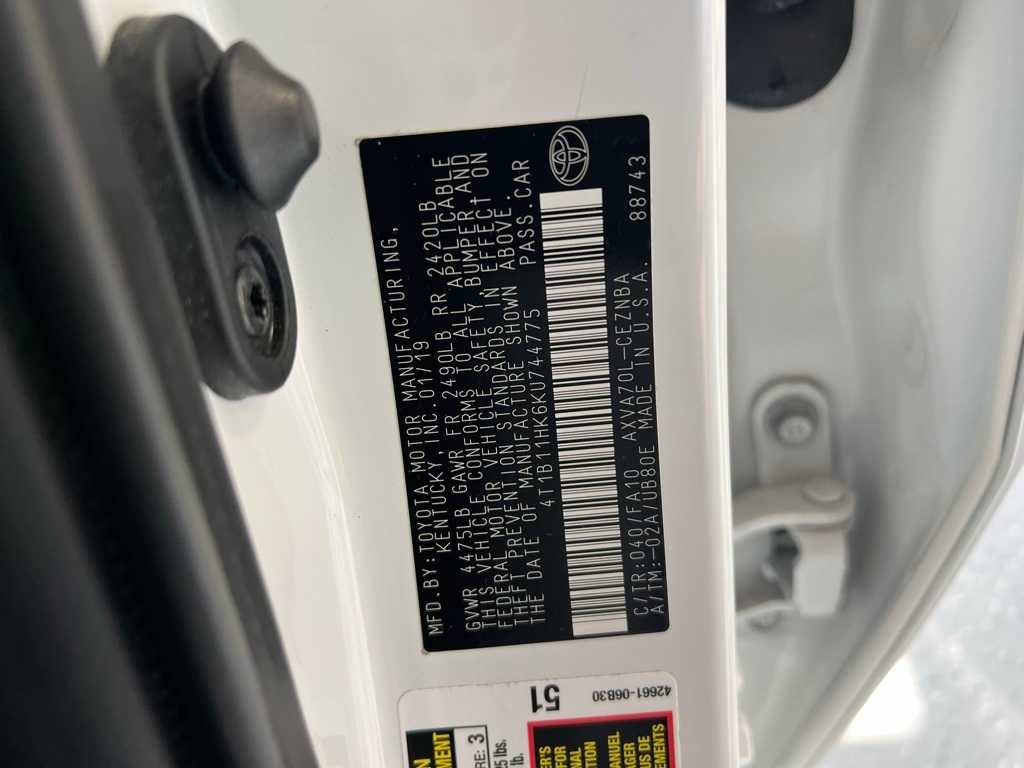 MFD.BY:TOYOTA MOTOR MANUFACTURING,
KENTUCKY, INC. 01/19
GVWR 4475LB GAWR FR 2490LB RR 2420LB
THIS VEHICLE CONFORMS TO ALL APPLICABLE
FEDERAL MOTOR VEHICLE SAFETY, BUMPER, AND
THEFT PREVENTION STANDARDS IN EFFECT ON
THE DATE OF MANUFACTURE SHOWN ABOVE.
4T1B11HK6KU744775 PASS.CAR
C/TR:040/FA10 AXVA70L-CEZNBA
A/TM:-02A/UB80E MADE IN U.S.A. 88743
51
42661-06B30